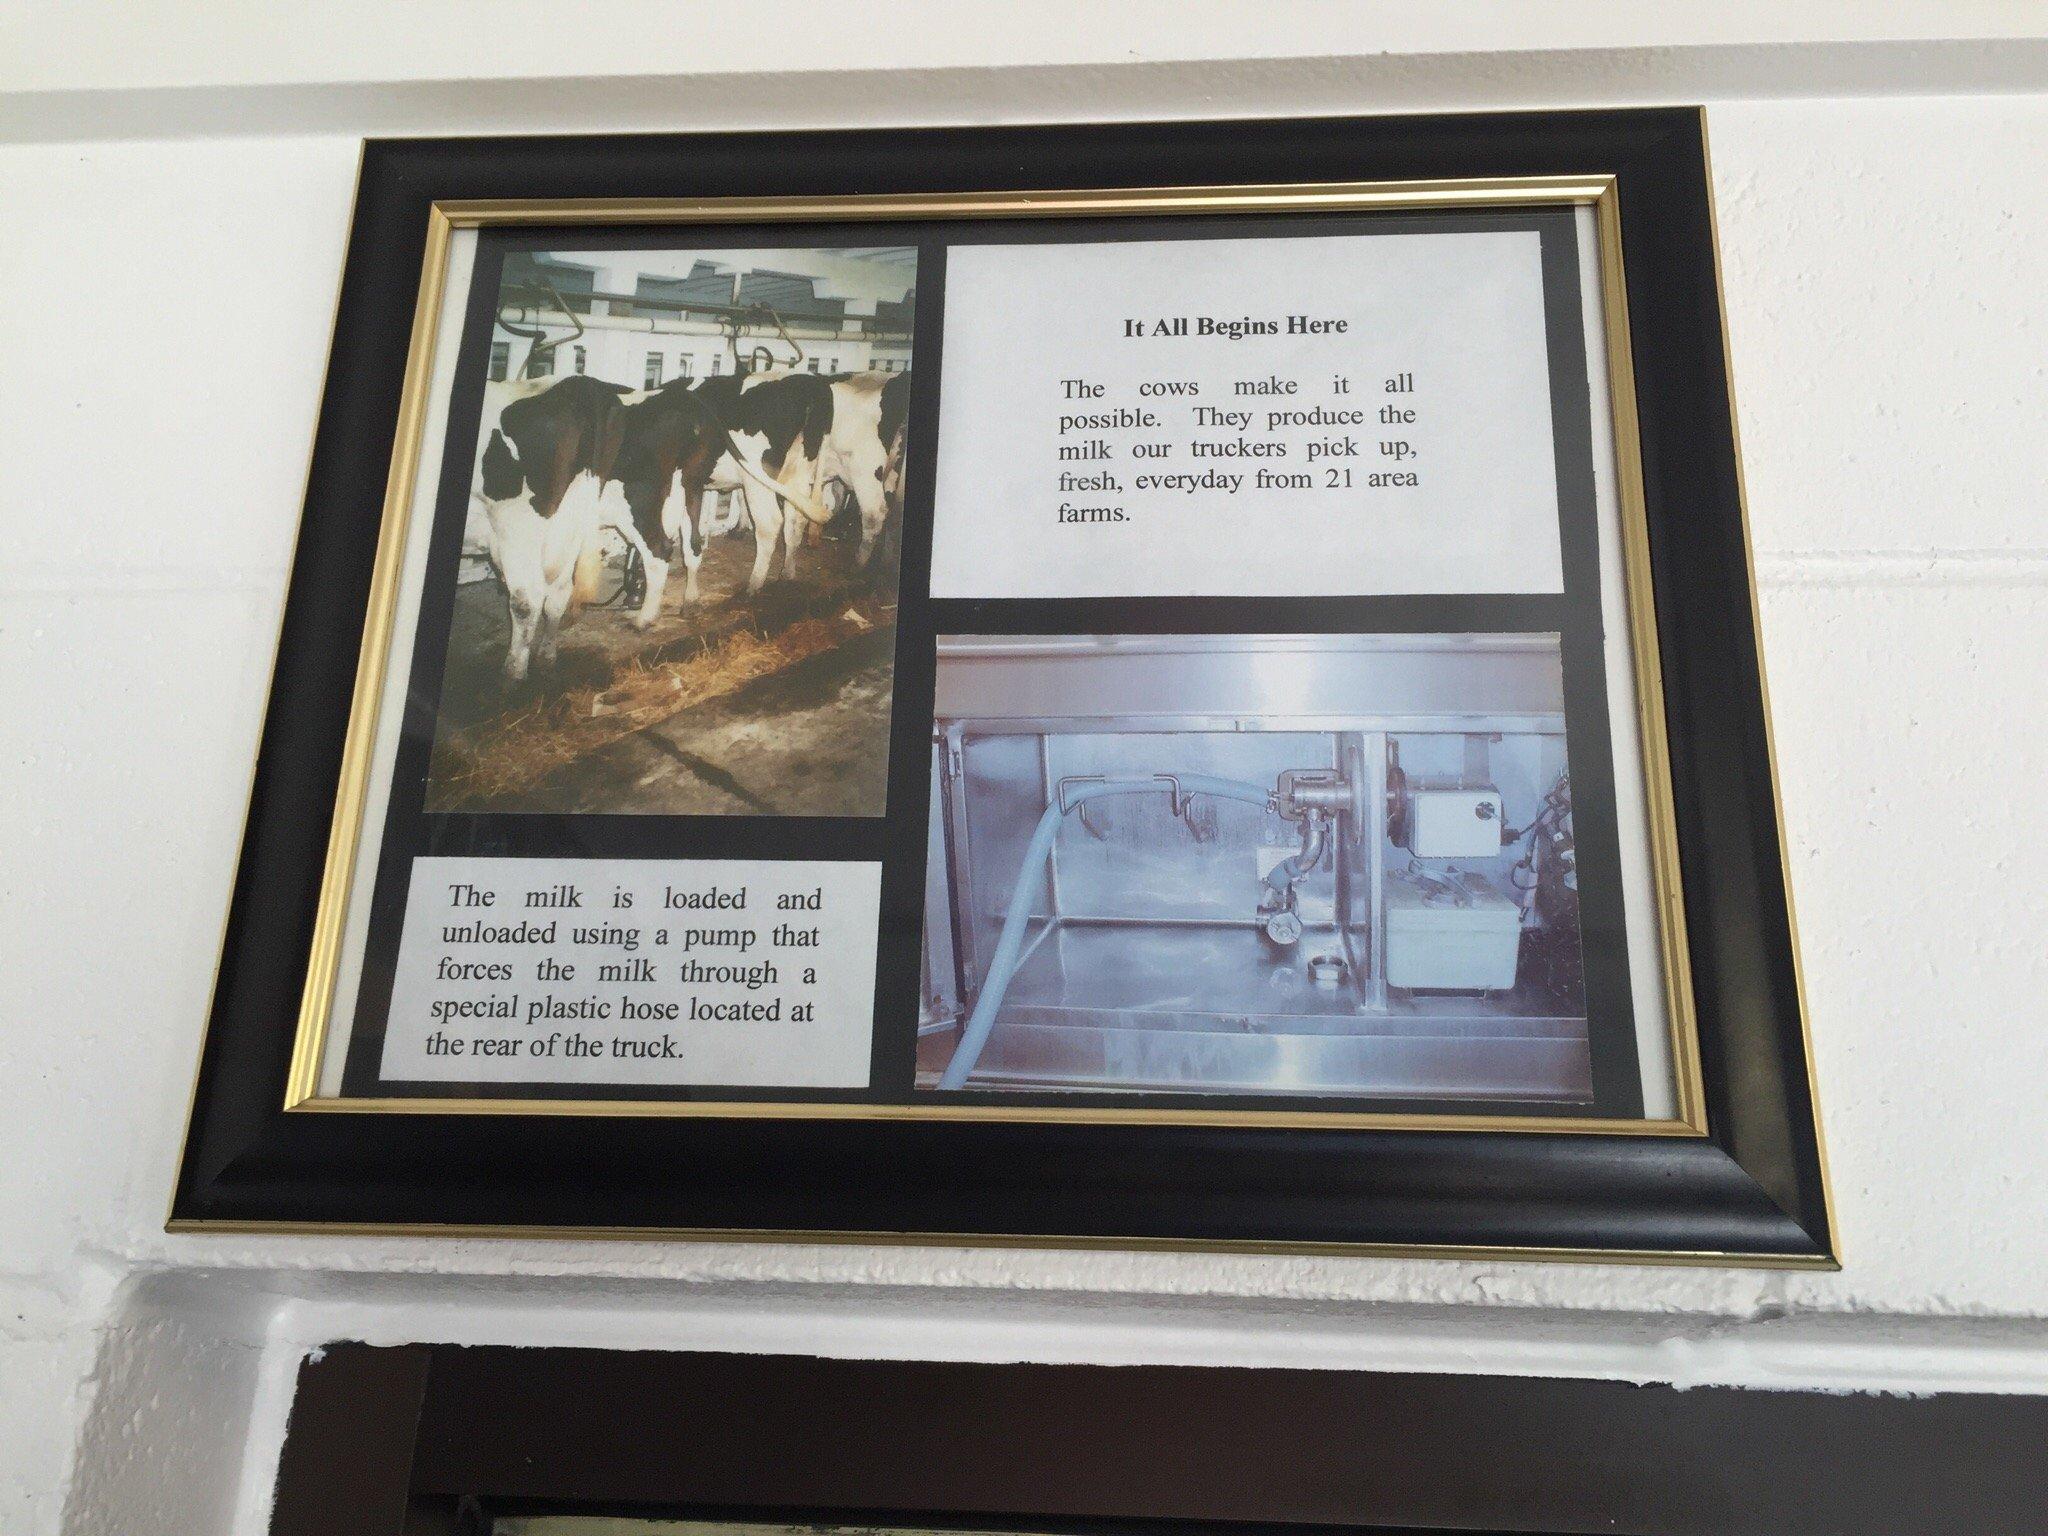 It All Begins Here
The cows make it all
possible. They produce the
milk our truckers pick up,
fresh, everyday from 21 area
farms.
The milk is loaded and
unloaded using a pump that
forces the milk through a
special plastic hose located at
the rear of the truck.